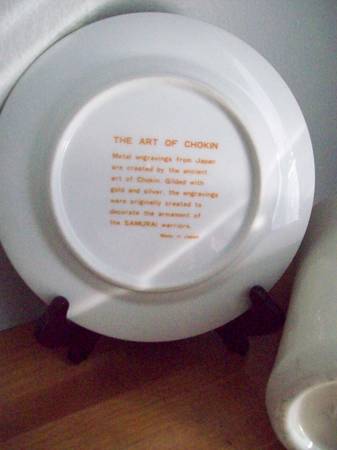 THE ART OF CHOKIN
Metal engravings from Japan
are created by the ancient
art of Chokin. Gilded with
gold and silver, the engravings
were originally created to
decorate the armament of
the SAMURAI warriors.
Made in Japan